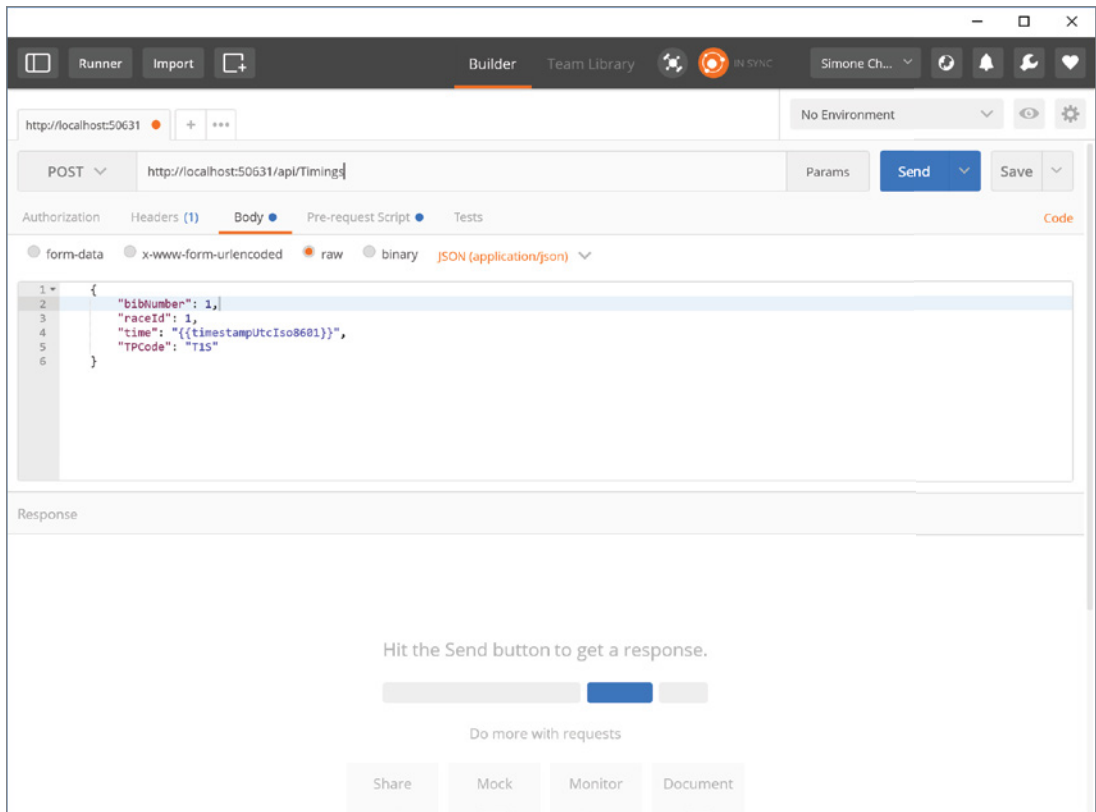 Runner Import Builder Team Library IN SYNC Simone Ch...
http://localhost:50631 + ••• No Environment
POST http://localhost:50631/api/Timings Params Send Save
Authorization Headers (1) Body Pre-request Script Tests Code
form-data x-www-form-urlencoded raw binary JSON (application/json)
1 {
2 "bibNumber": 1,
3 "raceId": 1,
4 "time": "{{timestampUtcIso8601}}",
5 "TPCode": "T1S"
6 }
Response
Hit the Send button to get a response.
Do more with requests
Share Mock Monitor Document